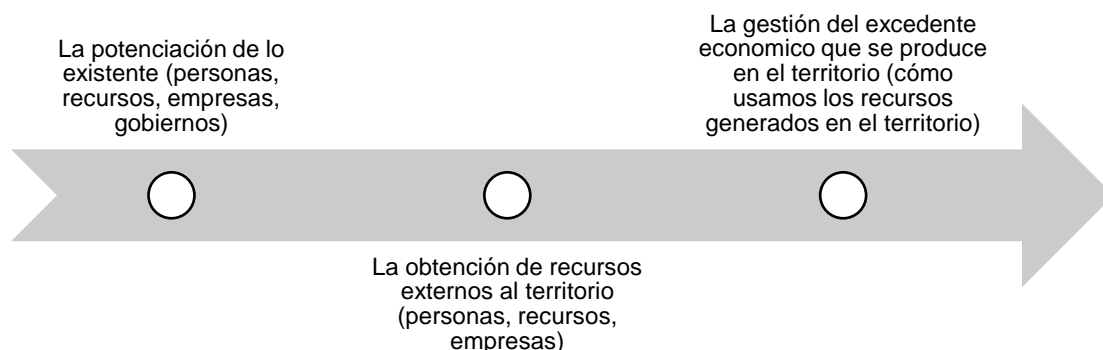 La potenciación de lo
existente (personas,
recursos, empresas,
gobiernos)
La obtención de recursos
externos al territorio
(personas, recursos,
empresas)
La gestión del excedente
economico que se produce
en el territorio (cómo
usamos los recursos
generados en el territorio)